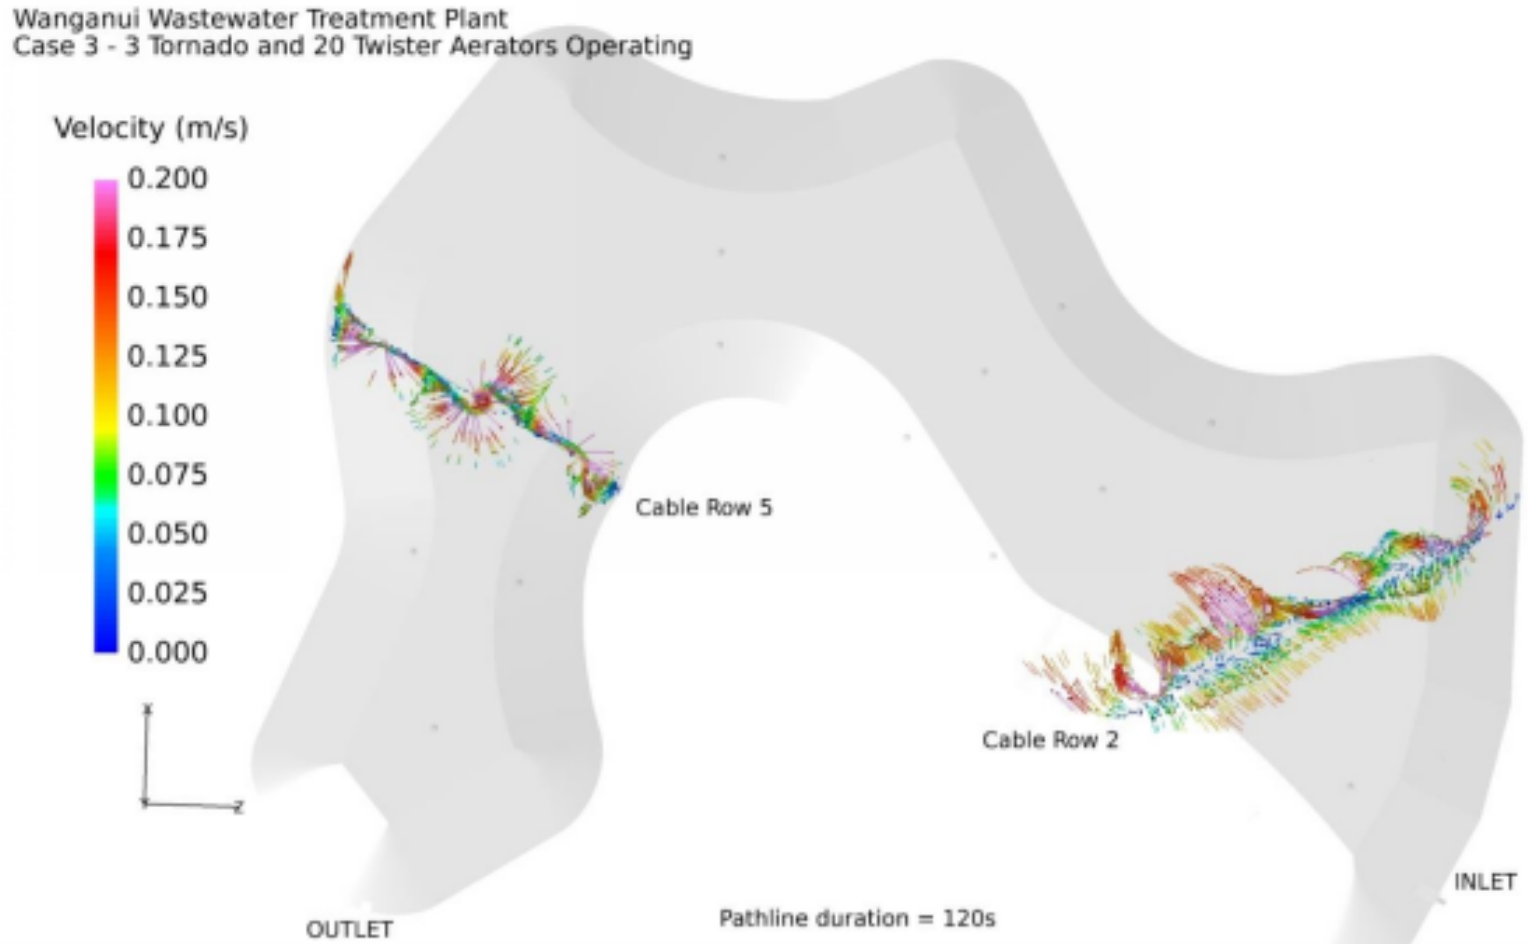 Wanganui Wastewater Treatment Plant
Case 3 - 3 Tornado and 20 Twister Aerators Operating
Velocity (m/s)
0.200
0.175
0.150
0.125
0.100
0.075
0.050
0.025
0.000
Cable Row 5
Cable Row 2
Z
INLET
Pathline duration = 120s
OUTLET